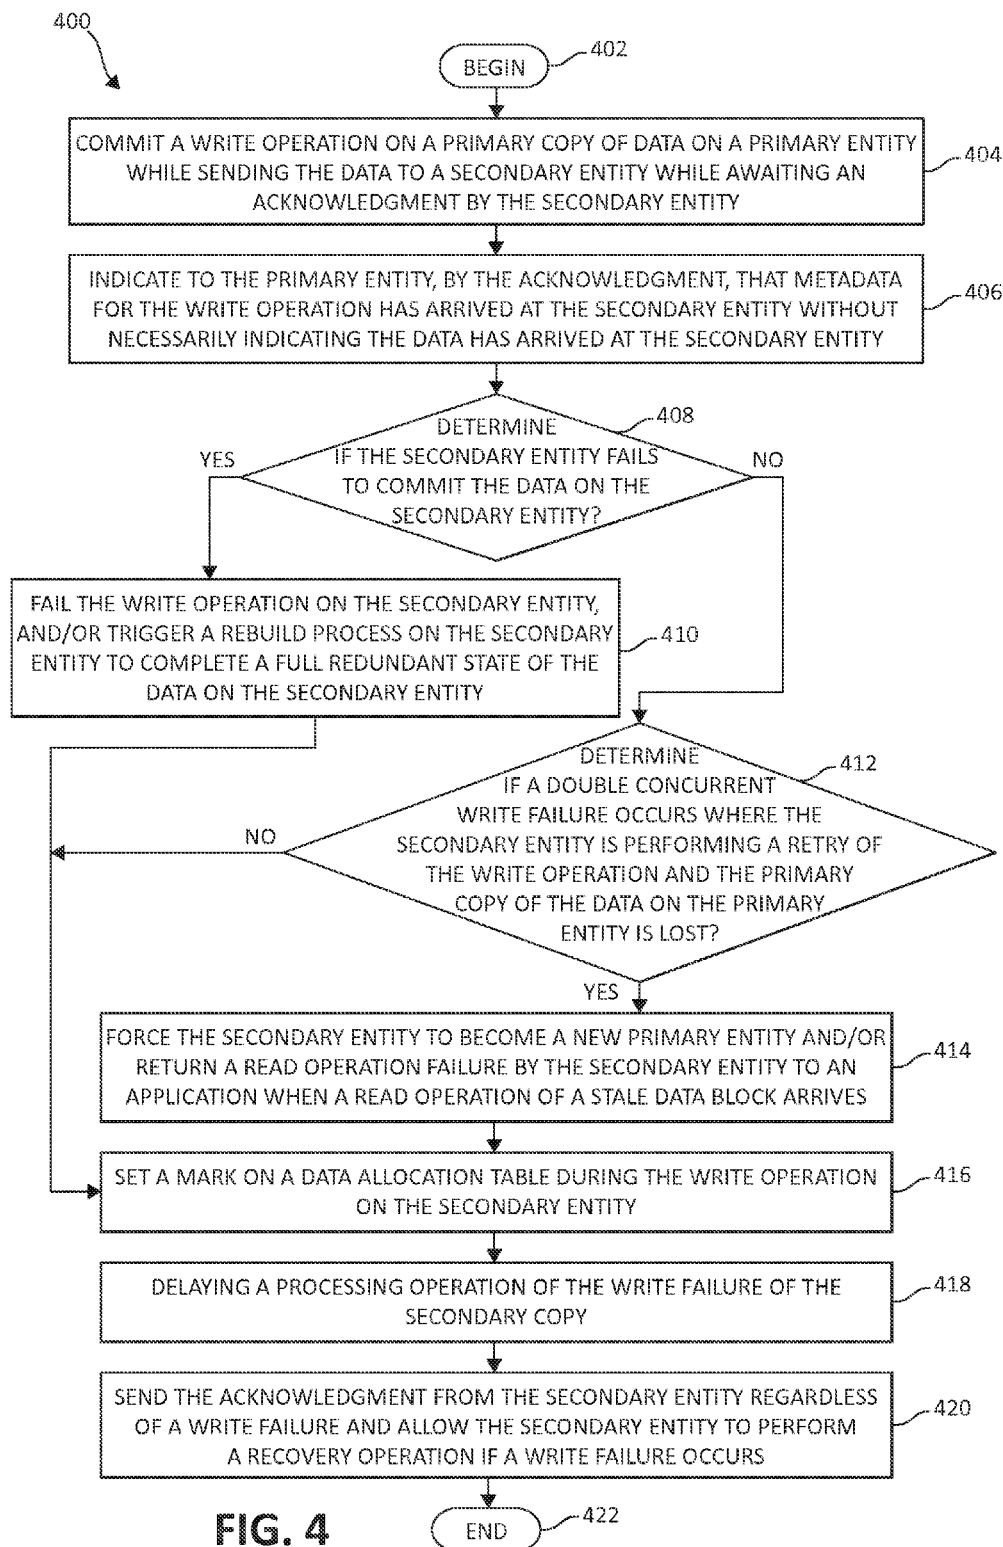 400
BEGIN
402
COMMIT A WRITE OPERATION ON A PRIMARY COPY OF DATA ON A PRIMARY ENTITY
WHILE SENDING THE DATA TO A SECONDARY ENTITY WHILE AWAITING AN
ACKNOWLEDGMENT BY THE SECONDARY ENTITY
404
INDICATE TO THE PRIMARY ENTITY, BY THE ACKNOWLEDGMENT, THAT METADATA
FOR THE WRITE OPERATION HAS ARRIVED AT THE SECONDARY ENTITY WITHOUT
NECESSARILY INDICATING THE DATA HAS ARRIVED AT THE SECONDARY ENTITY
406
DETERMINE
IF THE SECONDARY ENTITY FAILS
TO COMMIT THE DATA ON THE
SECONDARY ENTITY?
408
YES
NO
FAIL THE WRITE OPERATION ON THE SECONDARY ENTITY,
AND/OR TRIGGER A REBUILD PROCESS ON THE SECONDARY
ENTITY TO COMPLETE A FULL REDUNDANT STATE OF THE
DATA ON THE SECONDARY ENTITY
410
DETERMINE
IF A DOUBLE CONCURRENT
WRITE FAILURE OCCURS WHERE THE
SECONDARY ENTITY IS PERFORMING A RETRY OF
THE WRITE OPERATION AND THE PRIMARY
COPY OF THE DATA ON THE PRIMARY
ENTITY IS LOST?
412
NO
YES
FORCE THE SECONDARY ENTITY TO BECOME A NEW PRIMARY ENTITY AND/OR
RETURN A READ OPERATION FAILURE BY THE SECONDARY ENTITY TO AN
APPLICATION WHEN A READ OPERATION OF A STALE DATA BLOCK ARRIVES
414
SET A MARK ON A DATA ALLOCATION TABLE DURING THE WRITE OPERATION
ON THE SECONDARY ENTITY
416
DELAYING A PROCESSING OPERATION OF THE WRITE FAILURE OF THE
SECONDARY COPY
418
SEND THE ACKNOWLEDGMENT FROM THE SECONDARY ENTITY REGARDLESS
OF A WRITE FAILURE AND ALLOW THE SECONDARY ENTITY TO PERFORM
A RECOVERY OPERATION IF A WRITE FAILURE OCCURS
420
END
422
FIG. 4